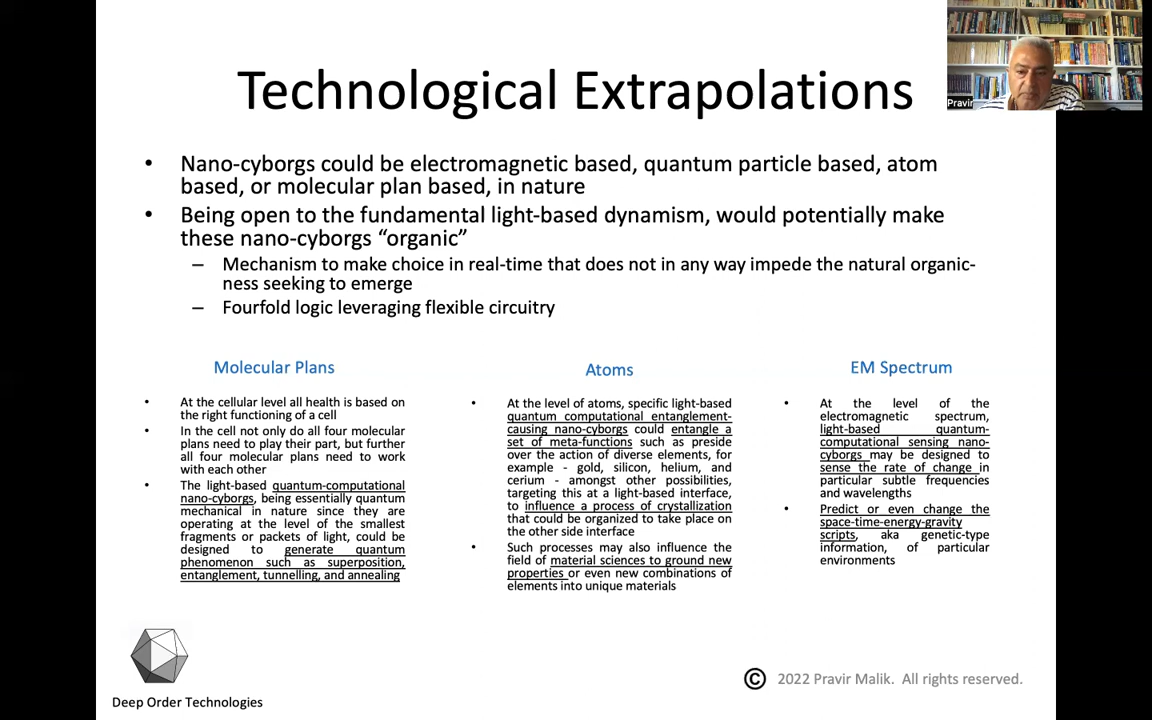 Technological Extrapolations
Pravir
• Nano-cyborgs could be electromagnetic based, quantum particle based, atom
based, or molecular plan based, in nature
• Being open to the fundamental light-based dynamism, would potentially make
these nano-cyborgs “organic”
– Mechanism to make choice in real-time that does not in any way impede the natural organic-
ness seeking to emerge
– Fourfold logic leveraging flexible circuitry
Molecular Plans
• At the cellular level all health is based on
the right functioning of a cell
• In the cell not only do all four molecular
plans need to play their part, but further
all four molecular plans need to work
with each other
• The light-based quantum-computational
nano-cyborgs, being essentially quantum
mechanical in nature since they are
operating at the level of the smallest
fragments or packets of light, could be
designed to generate quantum
phenomenon such as superposition,
entanglement, tunnelling, and annealing
Atoms
• At the level of atoms, specific light-based
quantum computational entanglement-
causing nano-cyborgs could entangle a
set of meta-functions such as preside
over the action of diverse elements, for
example - gold, silicon, helium, and
cerium - amongst other possibilities,
targeting this at a light-based interface,
to influence a process of crystallization
that could be organized to take place on
the other side interface
• Such processes may also influence the
field of material sciences to ground new
properties or even new combinations of
elements into unique materials
EM Spectrum
• At the level of the
electromagnetic spectrum,
light-based quantum-
computational sensing nano-
cyborgs may be designed to
sense the rate of change in
particular subtle frequencies
and wavelengths
• Predict or even change the
space-time-energy-gravity
scripts, aka genetic-type
information, of particular
environments
Deep Order Technologies
© 2022 Pravir Malik. All rights reserved.